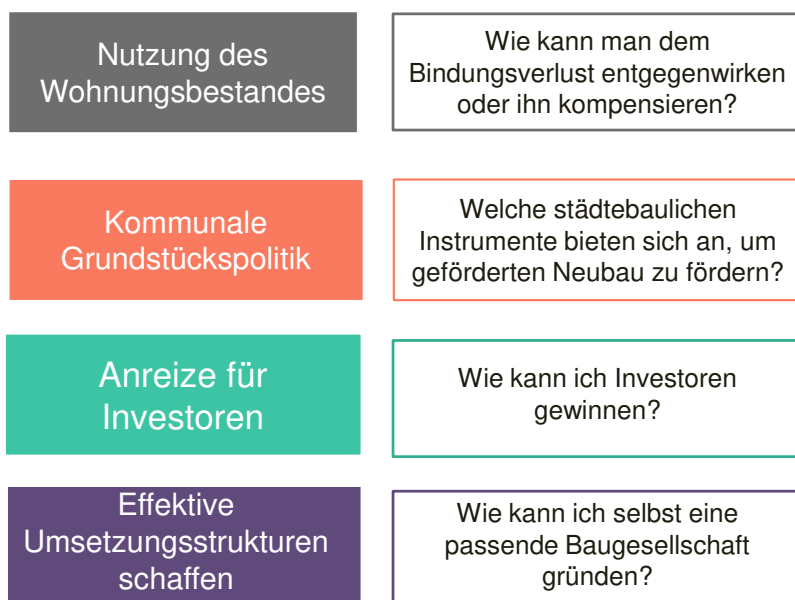 Nutzung des
Wohnungsbestandes
Wie kann man dem
Bindungsverlust entgegenwirken
oder ihn kompensieren?
Kommunale
Grundstückspolitik
Welche städtebaulichen
Instrumente bieten sich an, um
geförderten Neubau zu fördern?
Anreize für
Investoren
Wie kann ich Investoren
gewinnen?
Effektive
Umsetzungsstrukturen
schaffen
Wie kann ich selbst eine
passende Baugesellschaft
gründen?